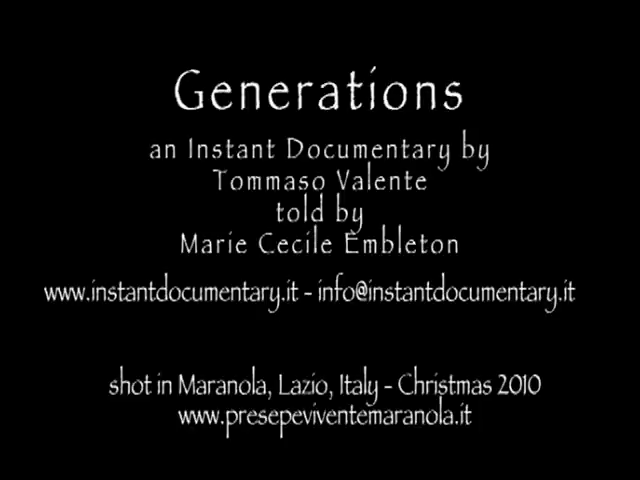 Generations
an Instant Documentary by
Tommaso Valente
told by
Marie Cecile Embleton
www.instantdocumentary.it - info@instantdocumentary.it
shot in Maranola, Lazio, Italy - Christmas 2010
www.presepeviventemaranola.it